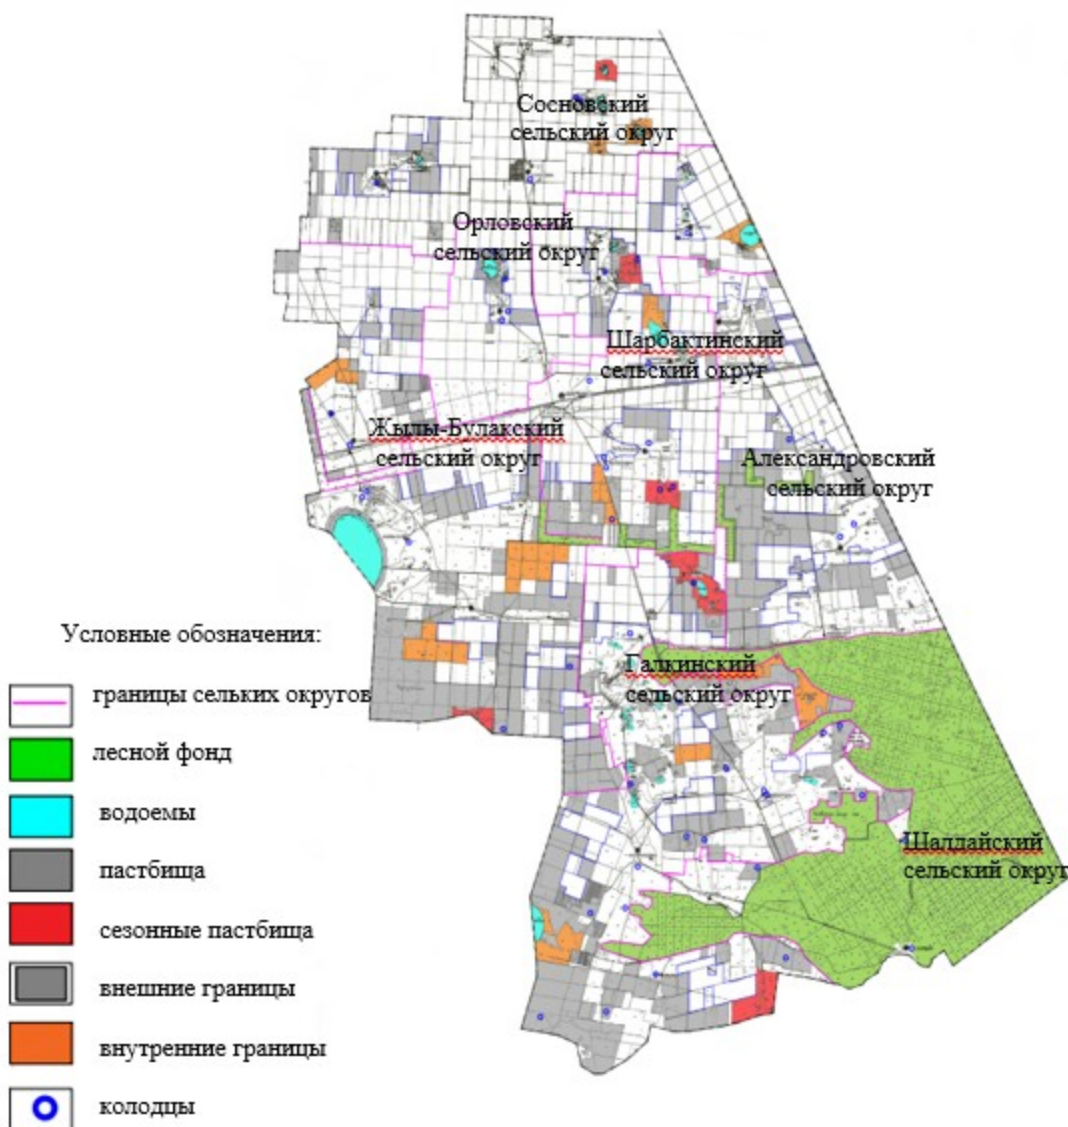 Сосновский
сельский округ
Орловский
сельский округ
Шарбактинский
сельский округ
Жылы-Булакский
сельский округ
Александровский
сельский округ
Галкинский
сельский округ
Шалдайский
сельский округ
Условные обозначения:
границы сельких округов
лесной фонд
водоемы
пастбища
сезонные пастбища
внешние границы
внутренние границы
колодцы